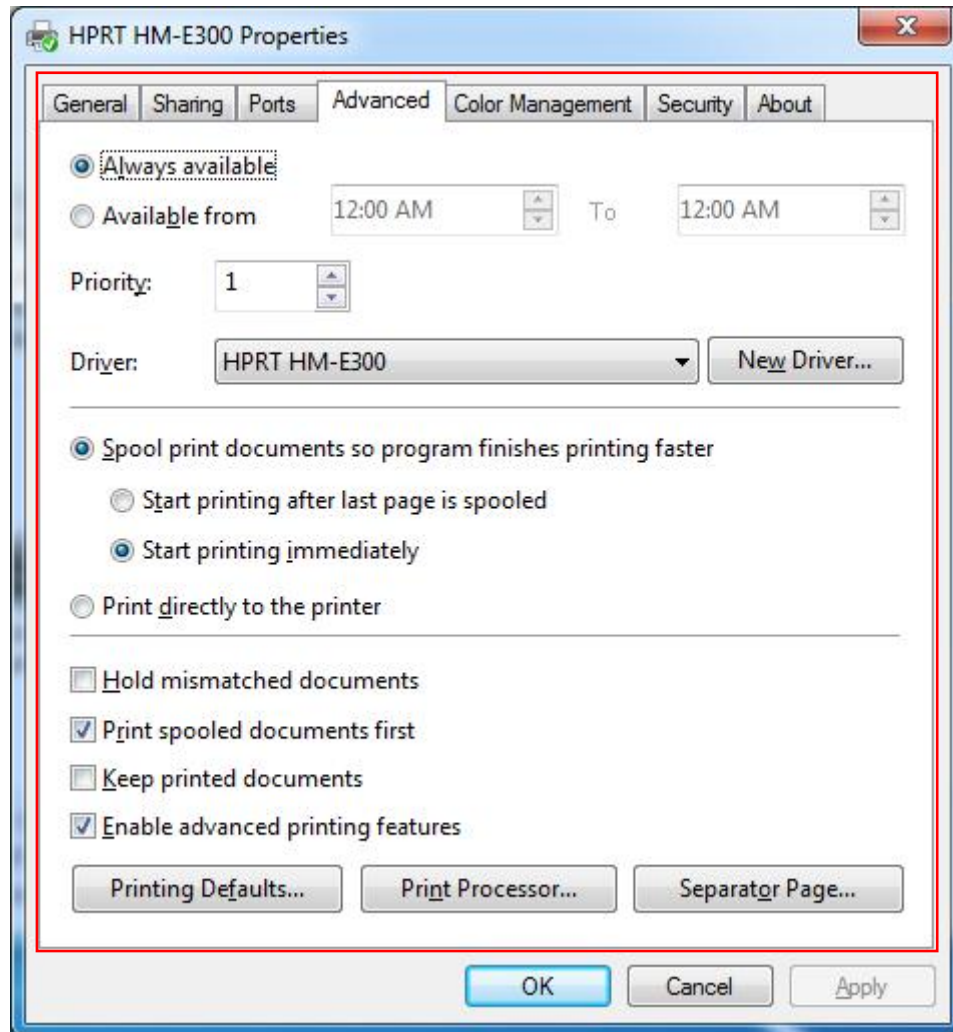 HPRT HM-E300 Properties
General Sharing Ports Advanced Color Management Security About
Always available
Available from 12:00 AM To 12:00 AM
Priority: 1
Driver: HPRT HM-E300 New Driver...
Spool print documents so program finishes printing faster
Start printing after last page is spooled
Start printing immediately
Print directly to the printer
Hold mismatched documents
Print spooled documents first
Keep printed documents
Enable advanced printing features
Printing Defaults... Print Processor... Separator Page...
OK Cancel Apply